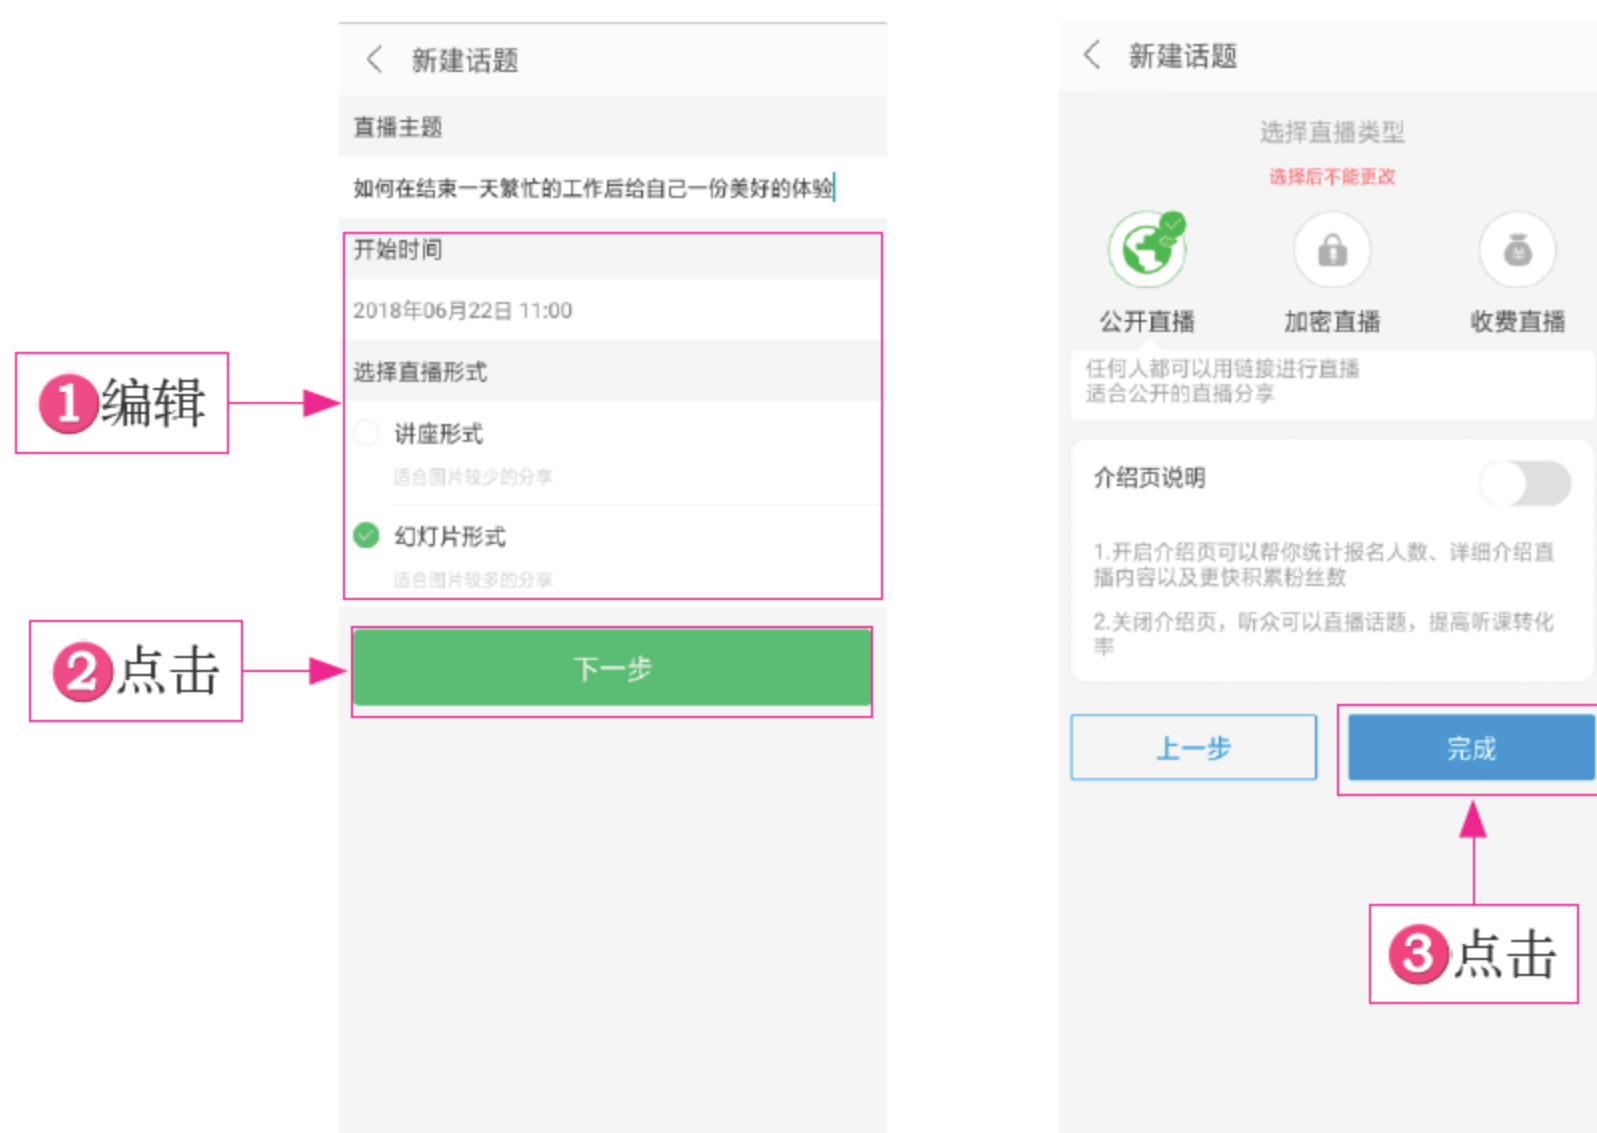 新建话题
直播主题
如何在结束一天繁忙的工作后给自己一份美好的体验
开始时间
2018年06月22日 11:00
选择直播形式
讲座形式
适合图片较少的分享
幻灯片形式
适合图片较多的分享
下一步
1编辑
2点击
新建话题
选择直播类型
选择后不能更改
公开直播
加密直播
收费直播
任何人都可以用链接进行直播
适合公开的直播分享
介绍页说明
1.开启介绍页可以帮你统计报名人数、详细介绍直
播内容以及更快积累粉丝数
2.关闭介绍页，听众可以直播话题，提高听课转化
率
上一步
完成
3点击